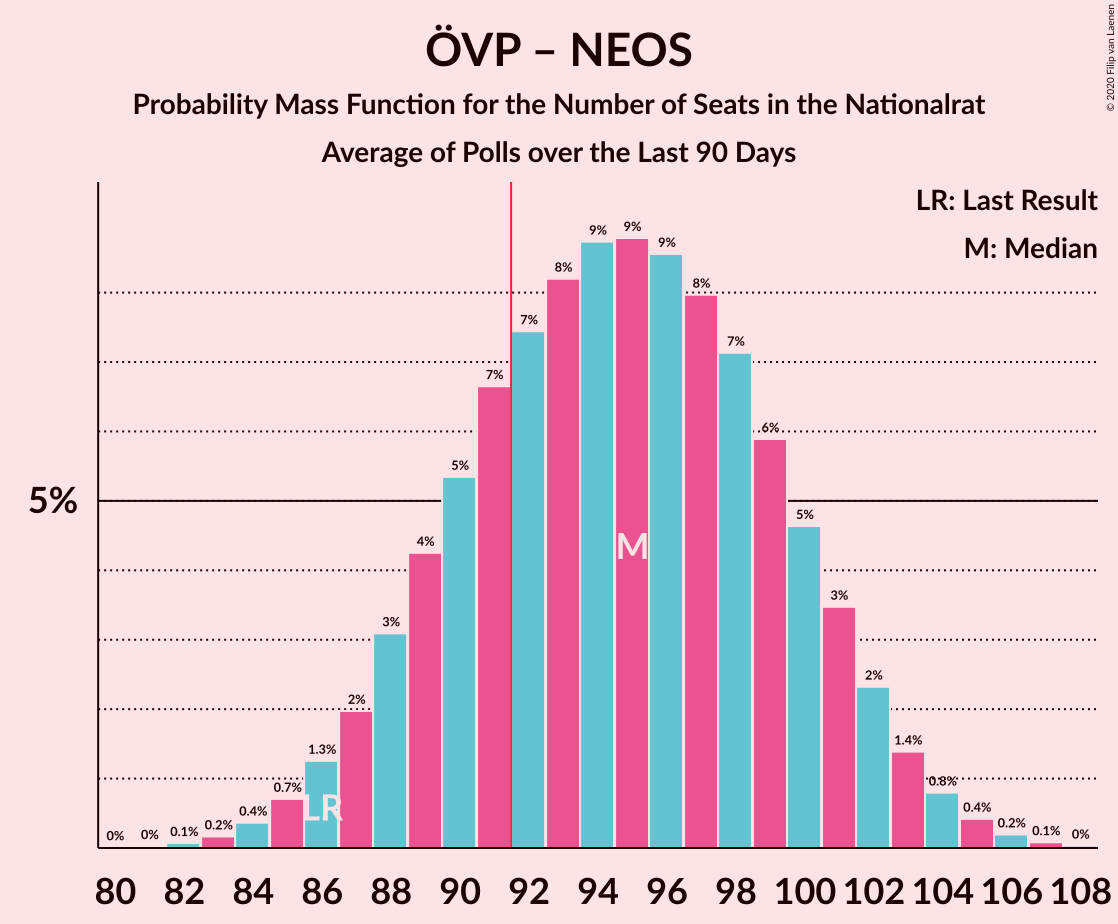 ÖVP – NEOS
Probability Mass Function for the Number of Seats in the Nationalrat
Average of Polls over the Last 90 Days
© 2020 Filip van Laenen
LR: Last Result
M: Median
5%
0% 0% 0.1% 0.2% 0.4% 0.7% 1.3% 2% 3% 4% 5% 7% 7% 8% 9% 9% 9% 8% 7% 6% 5% 3% 2% 1.4% 0.8% 0.4% 0.2% 0.1% 0%
M
LR
80 82 84 86 88 90 92 94 96 98 100 102 104 106 108